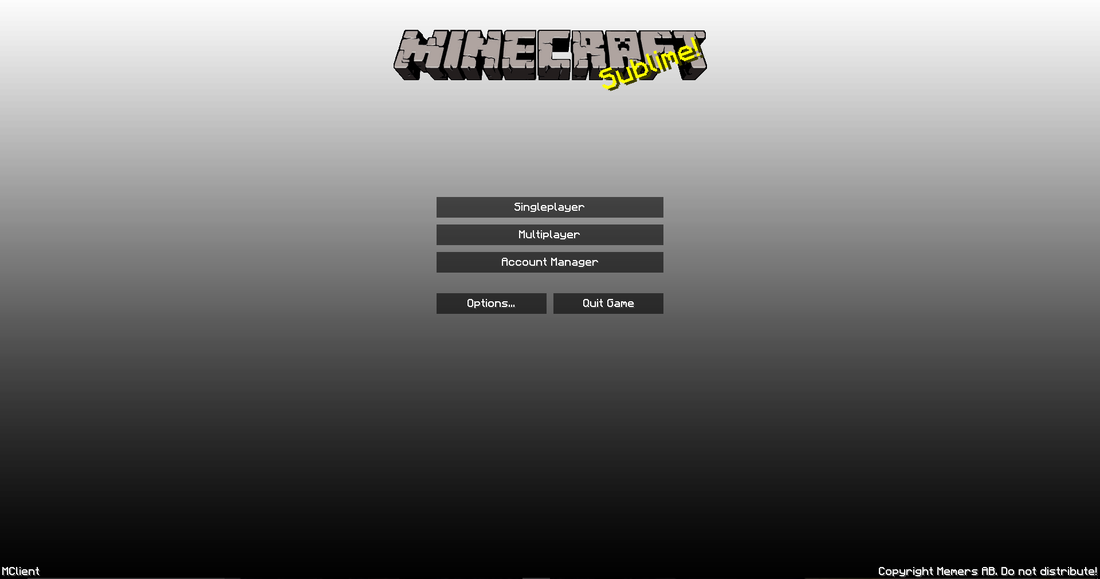 MINECRAFT
Sublime!
Singleplayer
Multiplayer
Account Manager
Options...
Quit Game
MClient
Copyright Memers AB. Do not distribute!